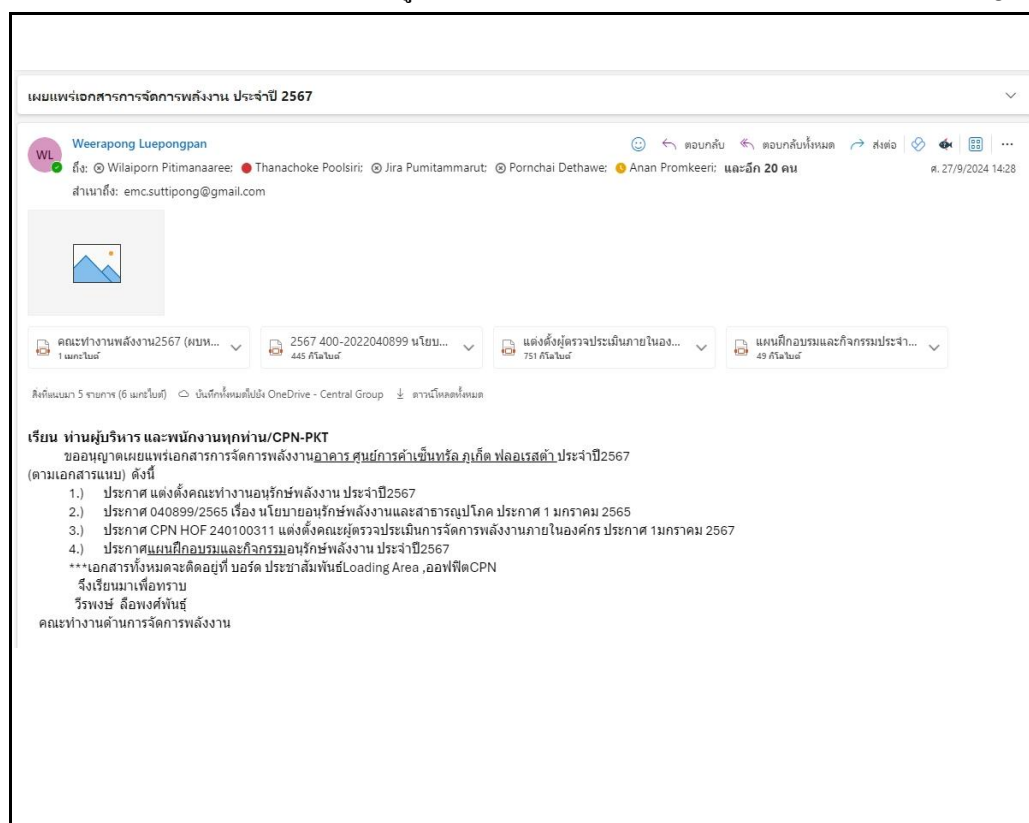 เผยแพร่เอกสารการจัดการพลังงาน ประจำปี 2567
WL
Weerapong Luepongpan
ตอบกลับ ตอบกลับทั้งหมด ส่งต่อ
ถึง: Wilaiporn Pitimanaaree; Thanachoke Poolsiri; Jira Pumitammarut; Pornchai Dethawe; Anan Promkeeri; และอีก 20 คน
ศ. 27/9/2024 14:28
สำเนาถึง: emc.suttipong@gmail.com
คณะทำงานพลังงาน2567 (ผบห...
1 เมกะไบต์
2567 400-2022040899 นโยบ...
445 กิโลไบต์
แต่งตั้งผู้ตรวจประเมินภายในอง...
751 กิโลไบต์
แผนฝึกอบรมและกิจกรรมประจำ...
49 กิโลไบต์
สิ่งที่แนบมา 5 รายการ (6 เมกะไบต์) บันทึกทั้งหมดไปยัง OneDrive - Central Group ดาวน์โหลดทั้งหมด
เรียน ท่านผู้บริหาร และพนักงานทุกท่าน/CPN-PKT
ขออนุญาตเผยแพร่เอกสารการจัดการพลังงานอาคาร ศูนย์การค้าเซ็นทรัล ภูเก็ต ฟลอเรสต้า ประจำปี2567
(ตามเอกสารแนบ) ดังนี้
1.) ประกาศ แต่งตั้งคณะทำงานอนุรักษ์พลังงาน ประจำปี2567
2.) ประกาศ 040899/2565 เรื่อง นโยบายอนุรักษ์พลังงานและสาธารณูปโภค ประกาศ 1 มกราคม 2565
3.) ประกาศ CPN HOF 240100311 แต่งตั้งคณะผู้ตรวจประเมินการจัดการพลังงานภายในองค์กร ประกาศ 1มกราคม 2567
4.) ประกาศแผนฝึกอบรมและกิจกรรมอนุรักษ์พลังงาน ประจำปี2567
***เอกสารทั้งหมดจะติดอยู่ที่ บอร์ด ประชาสัมพันธ์Loading Area ,ออฟฟิตCPN
จึงเรียนมาเพื่อทราบ
วีรพงษ์ ลือพงศ์พันธุ์
คณะทำงานด้านการจัดการพลังงาน